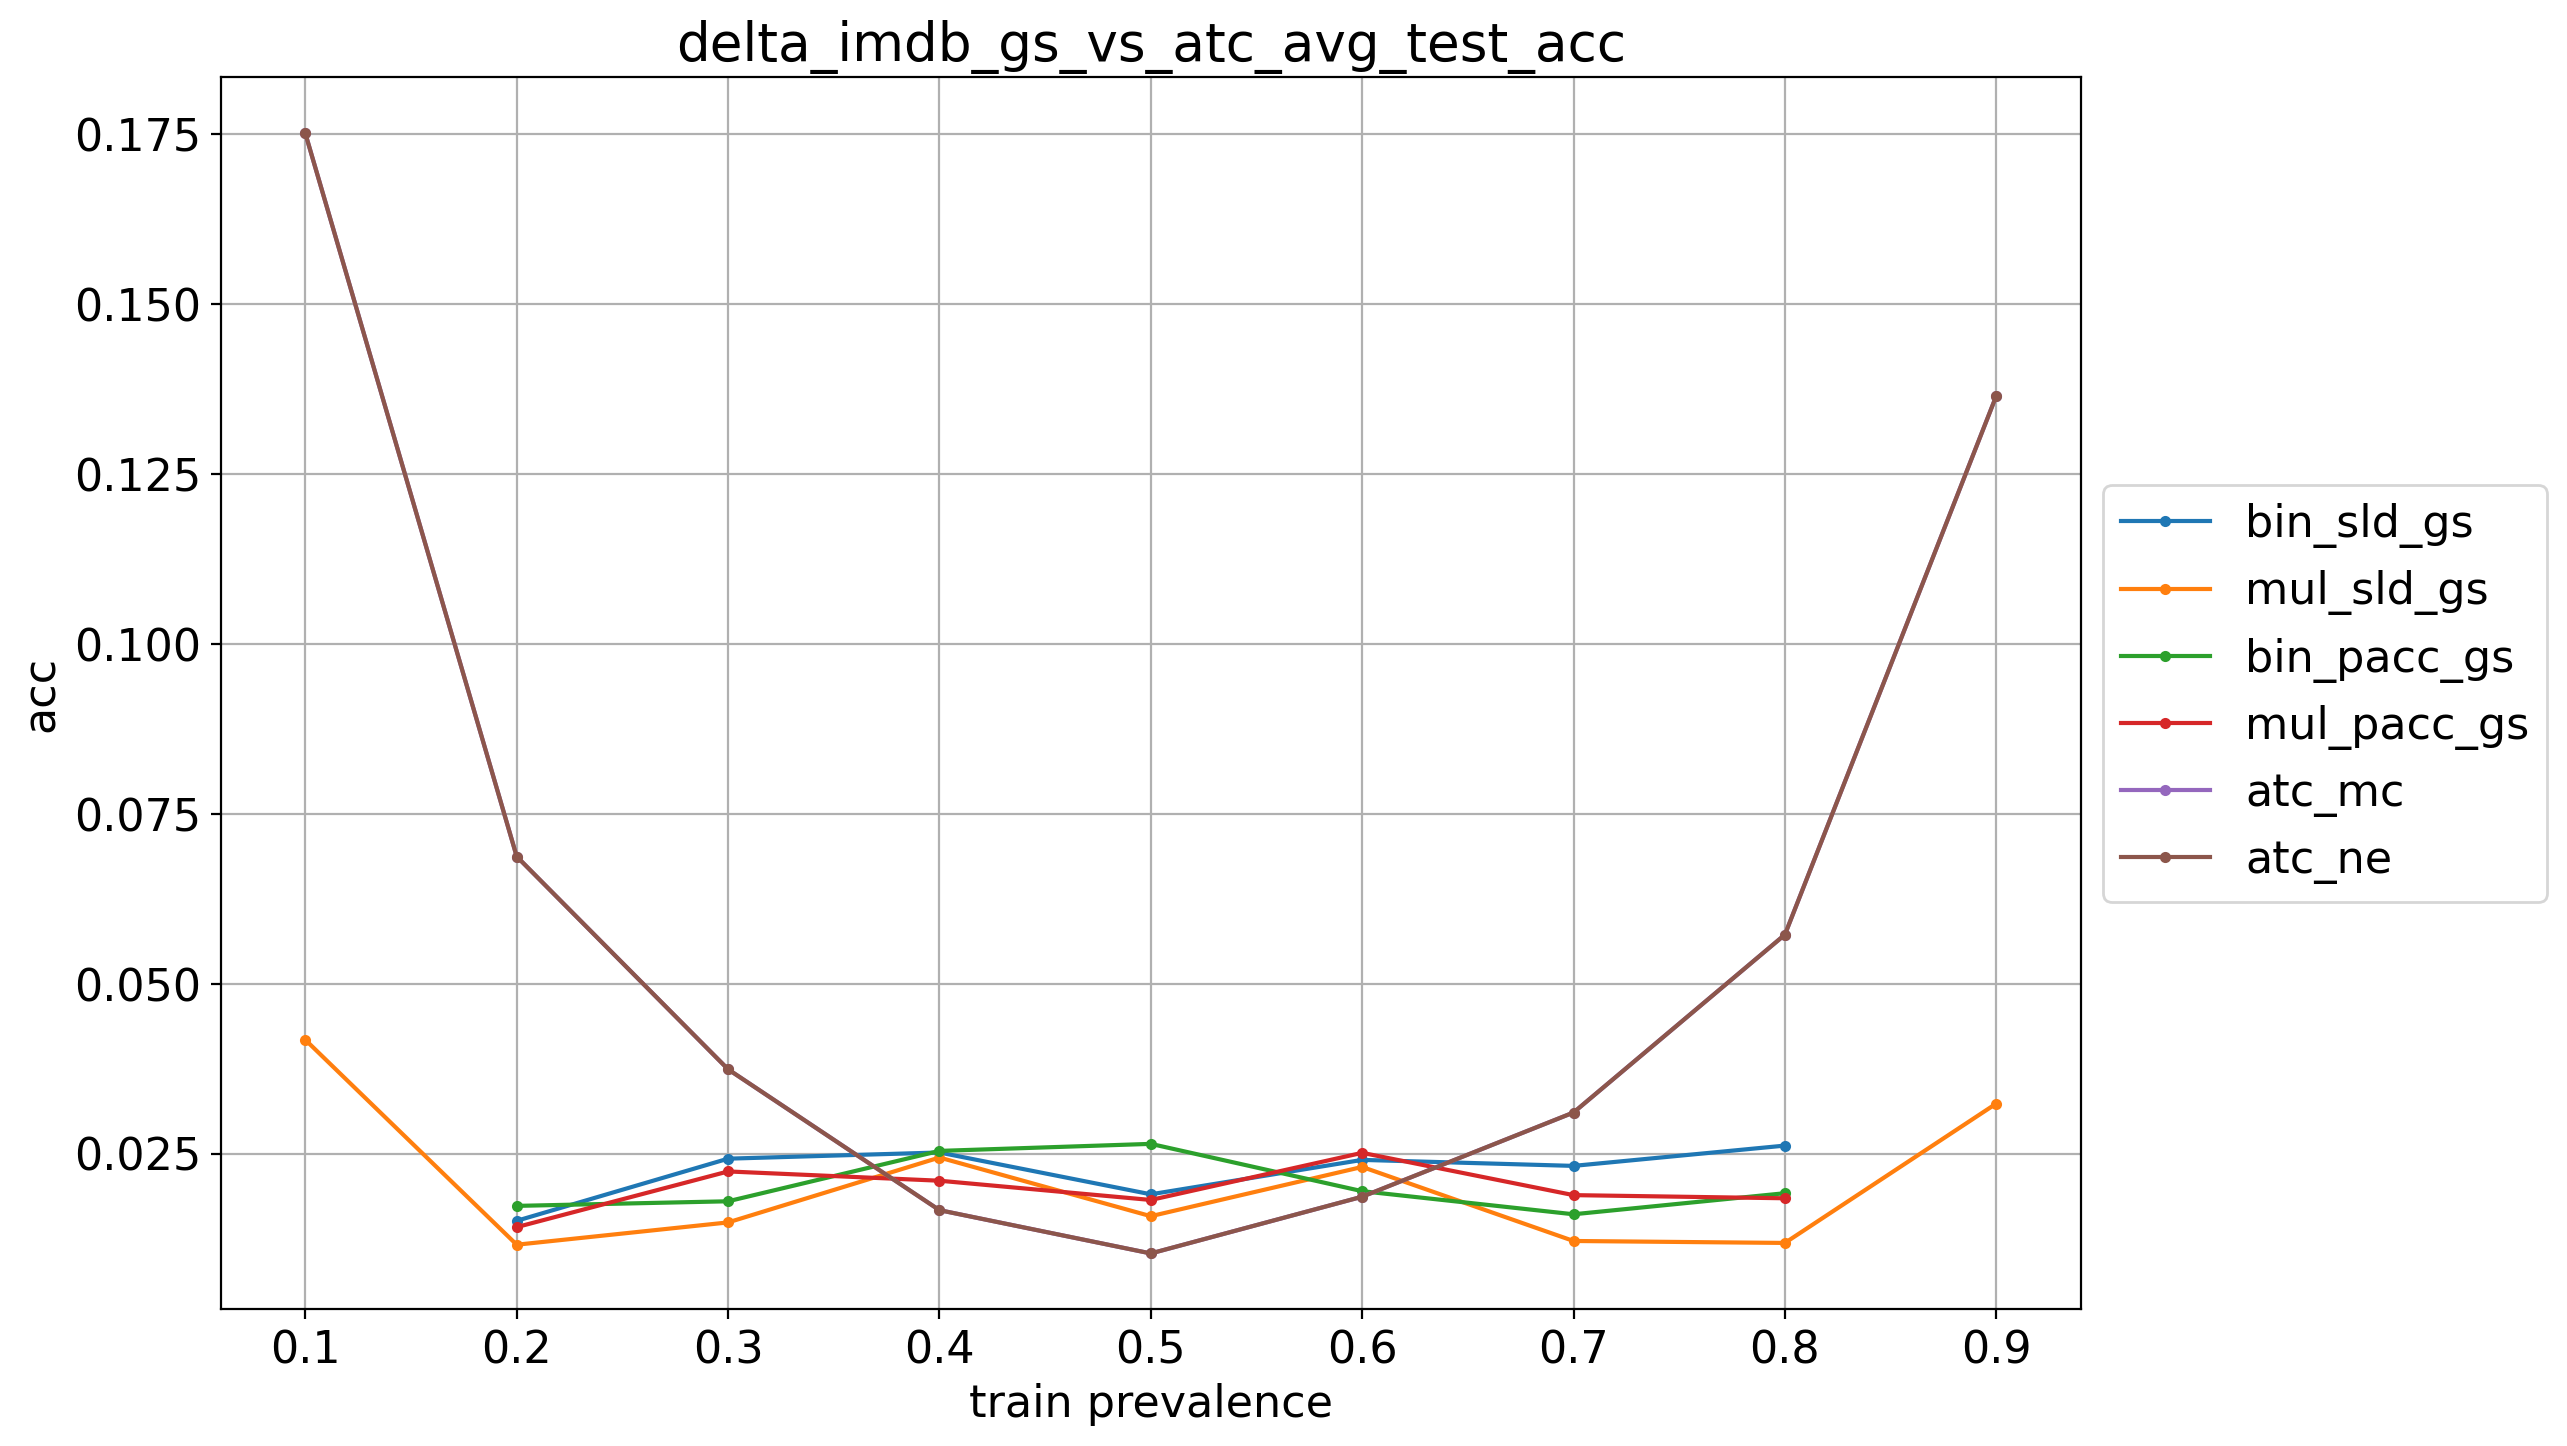 delta_imdb_gs_vs_atc_avg_test_acc
0.175
0.150
0.125
0.100
0.075
0.050
0.025
acc
0.1 0.2 0.3 0.4 0.5 0.6 0.7 0.8 0.9
train prevalence
bin_sld_gs
mul_sld_gs
bin_pacc_gs
mul_pacc_gs
atc_mc
atc_ne